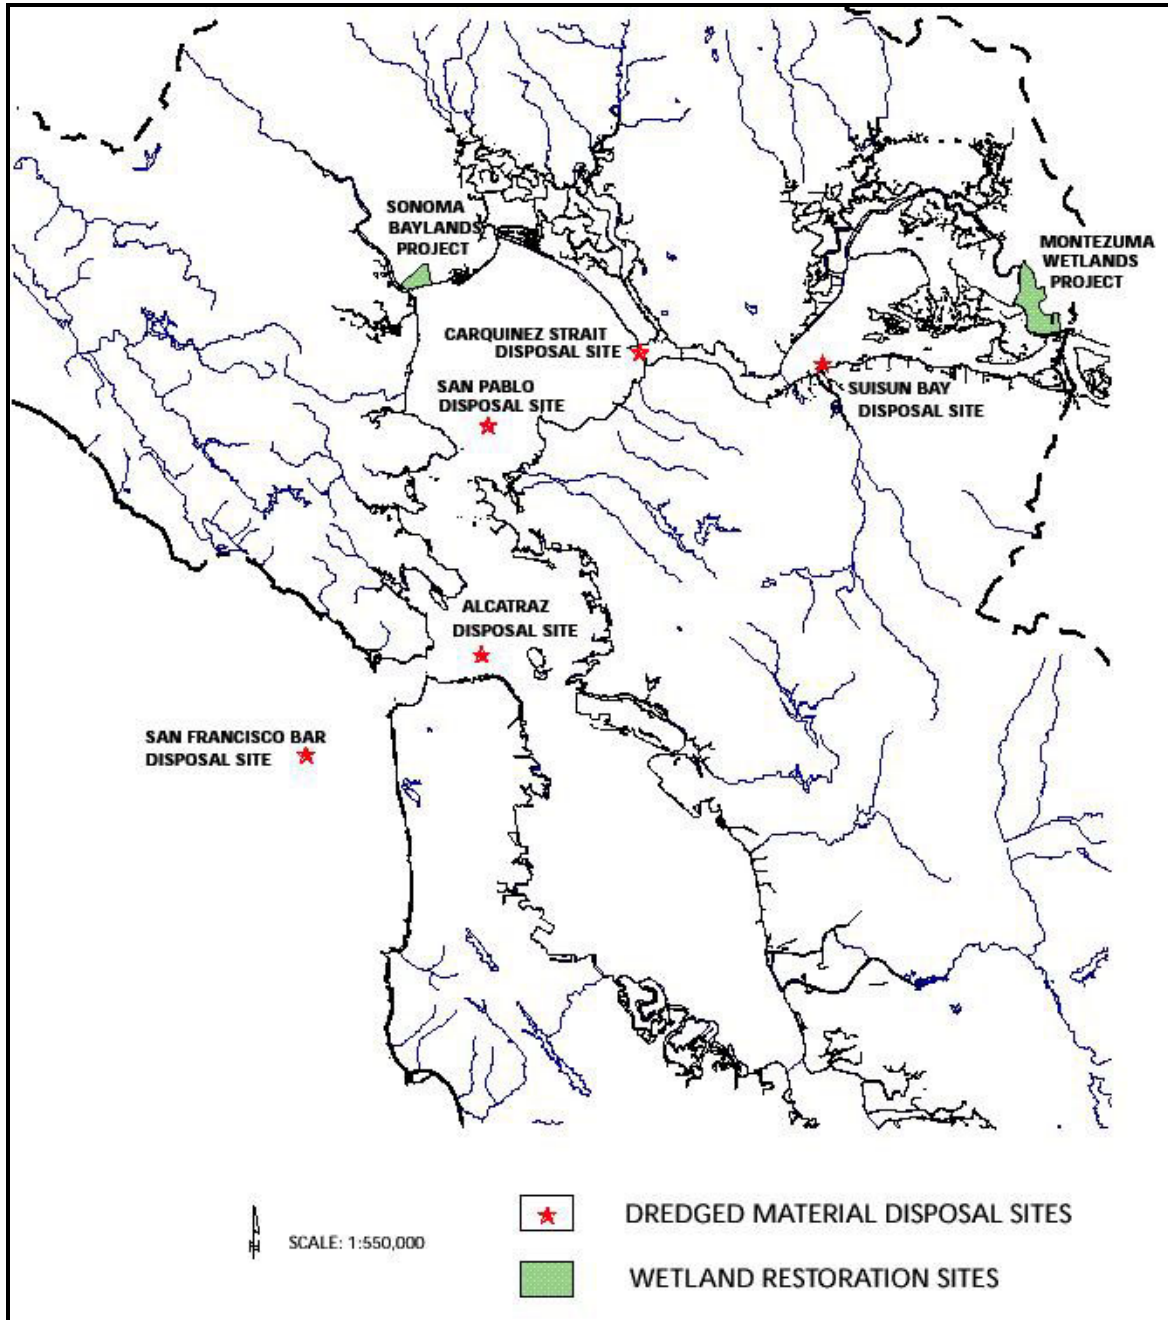 SONOMA
BAYLANDS
PROJECT
MONTEZUMA
WETLANDS
PROJECT
CARQUINEZ STRAIT
DISPOSAL SITE
SAN PABLO
DISPOSAL SITE
SUISUN BAY
DISPOSAL SITE
ALCATRAZ
DISPOSAL SITE
SAN FRANCISCO BAR
DISPOSAL SITE
SCALE: 1:550,000
DREDGED MATERIAL DISPOSAL SITES
WETLAND RESTORATION SITES